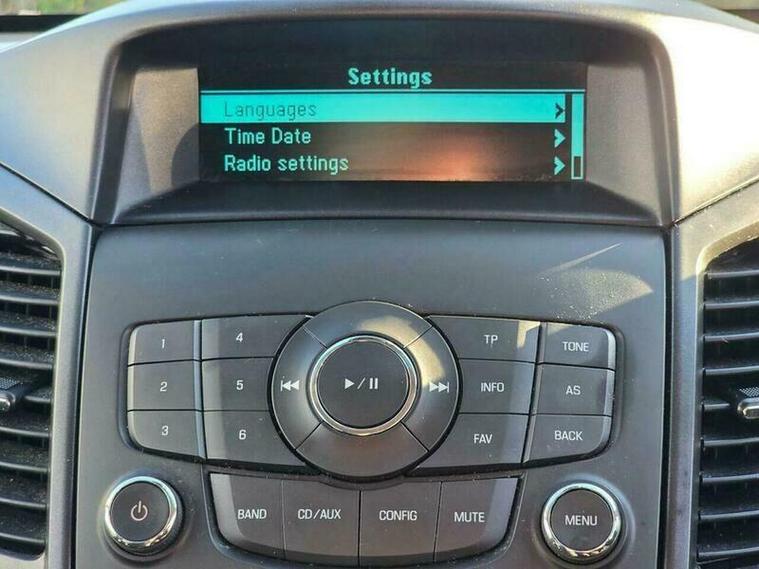 Settings
Languages
Time Date
Radio settings
1
4
TP
TONE
2
5
INFO
AS
3
6
FAV
BACK
BAND
CD/AUX
CONFIG
MUTE
MENU